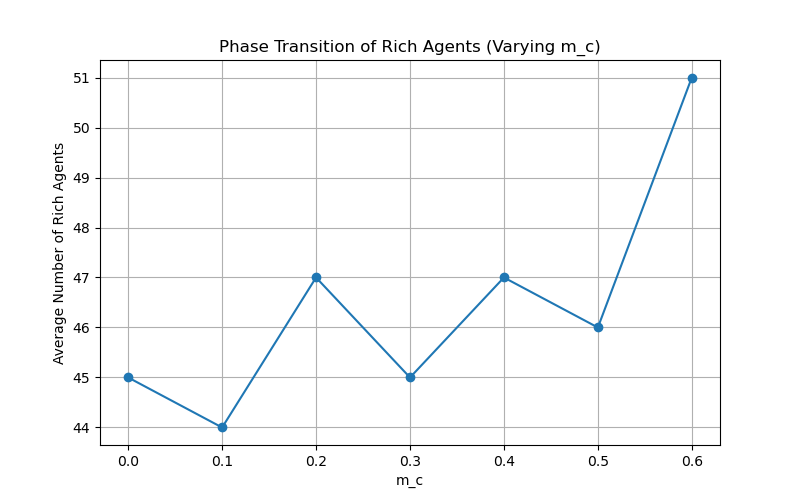 Phase Transition of Rich Agents (Varying m_c)
Average Number of Rich Agents
51
50
49
48
47
46
45
44
0.0 0.1 0.2 0.3 0.4 0.5 0.6
m_c